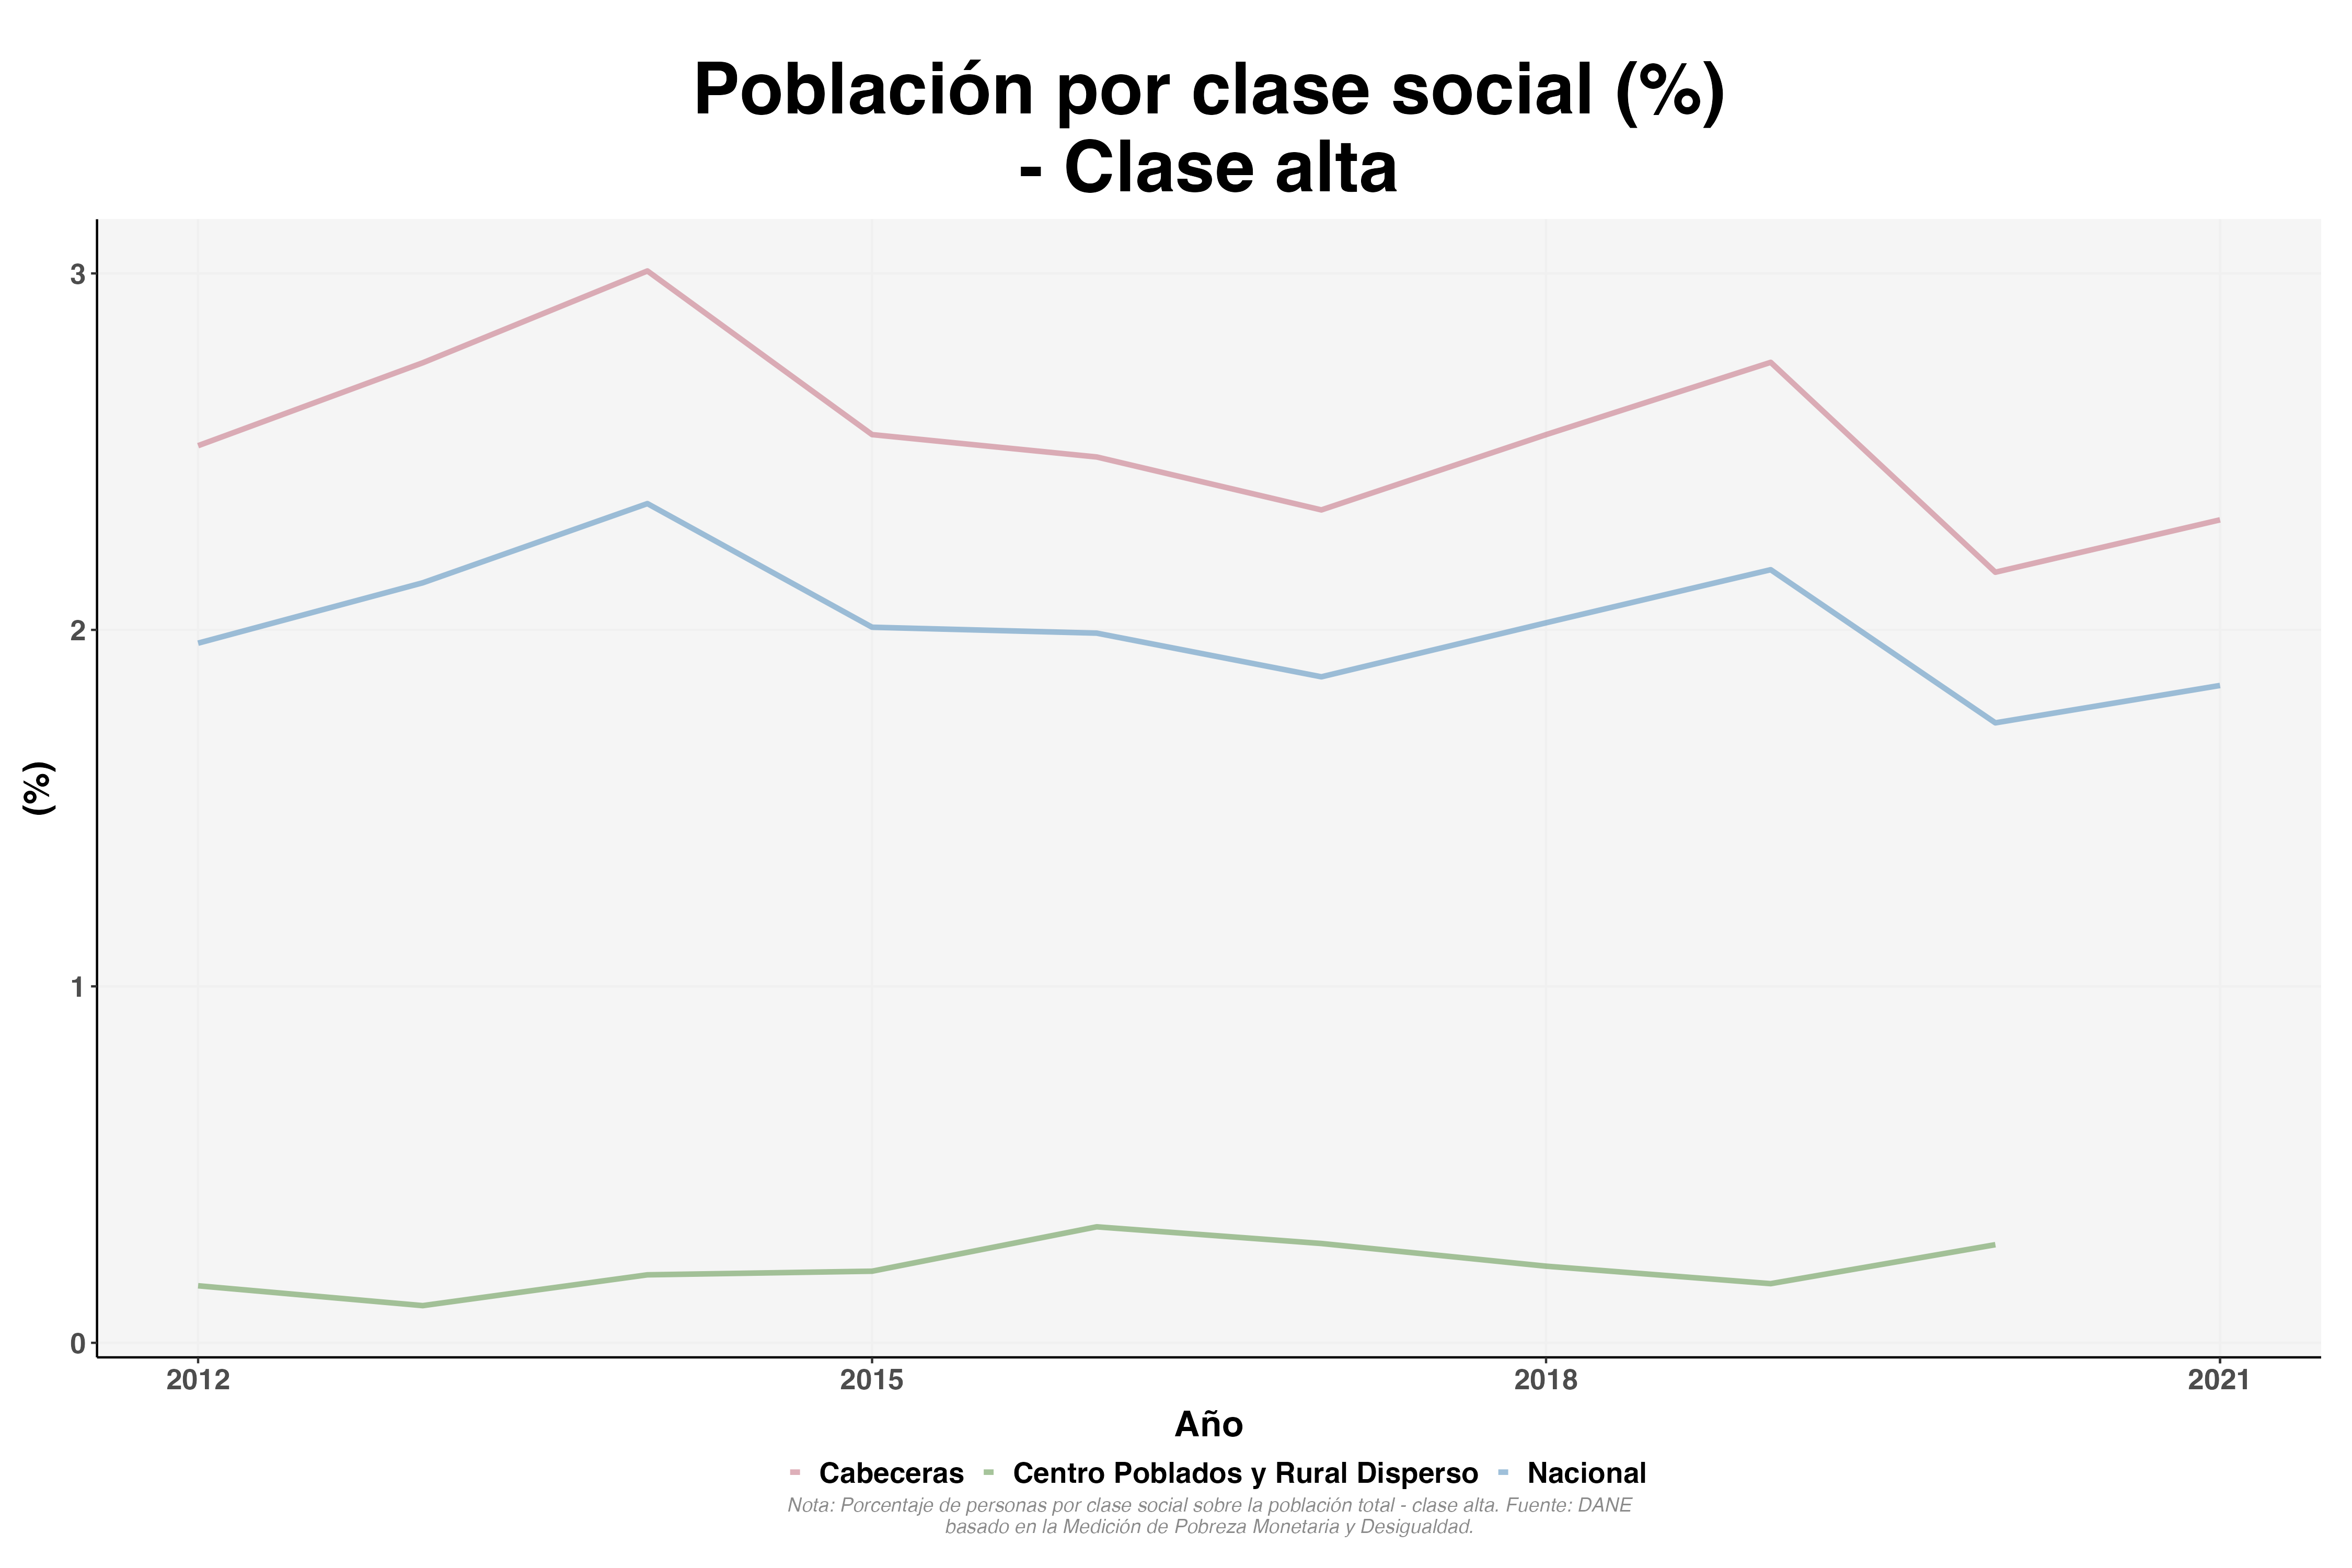 Población por clase social (%)
- Clase alta
(%)
3
2
1
0
2012 2015 2018 2021
Año
Cabeceras Centro Poblados y Rural Disperso Nacional
Nota: Porcentaje de personas por clase social sobre la población total - clase alta. Fuente: DANE
basado en la Medición de Pobreza Monetaria y Desigualdad.